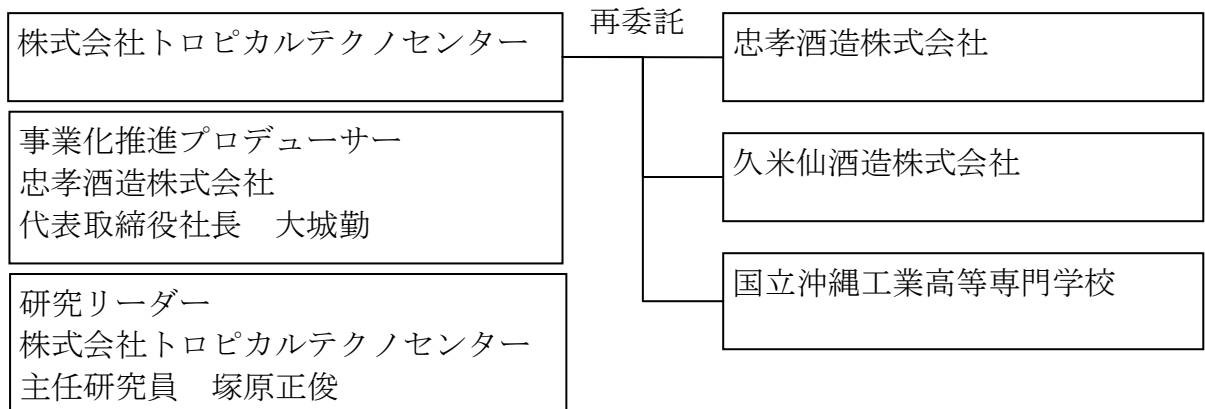 株式会社トロピカルテクノセンター
再委託
忠孝酒造株式会社
事業化推進プロデューサー
忠孝酒造株式会社
代表取締役社長　大城勤
久米仙酒造株式会社
研究リーダー
株式会社トロピカルテクノセンター
主任研究員　塚原正俊
国立沖縄工業高等専門学校